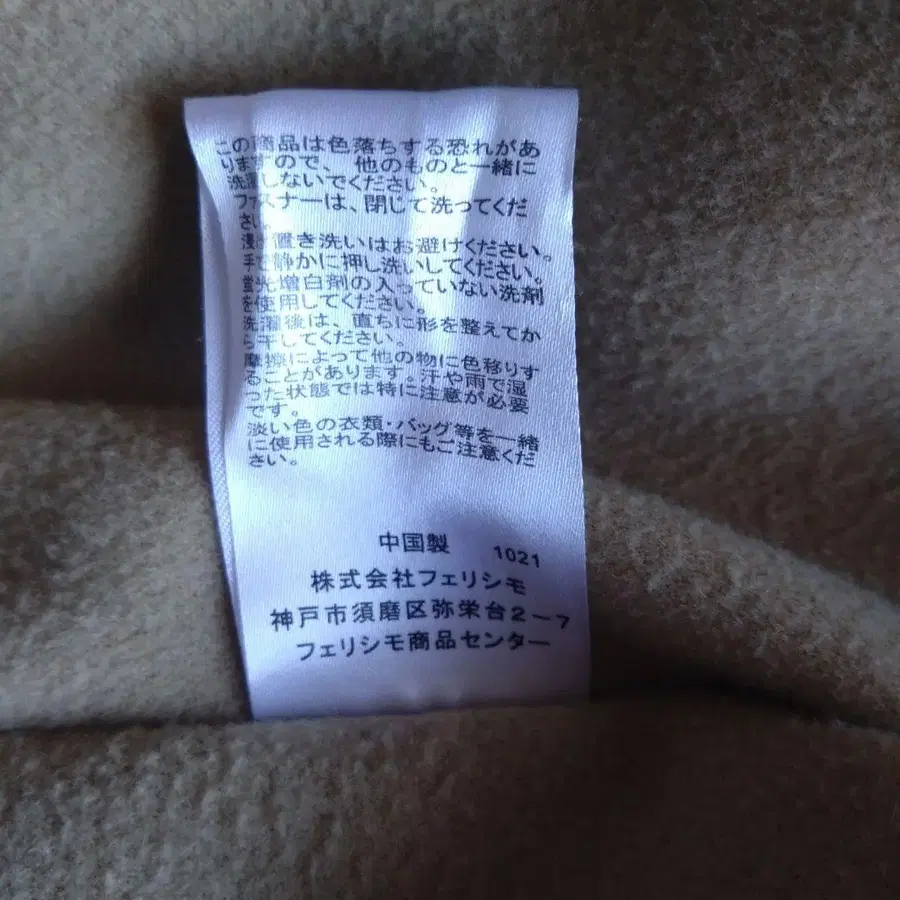 この商品は色落ちする恐れがあ
りますので、他のものと一緒に
洗濯しないでください。
ファスナーは、閉じて洗ってくだ
さい。
浸け置き洗いはお避けください。
手で静かに押し洗いしてください。
蛍光増白剤の入っていない洗剤
を使用してください。
洗濯後は、直ちに形を整えてか
ら干してください。
摩擦によって他の物に色移りす
ることがあります。汗や雨で湿
った状態では特に注意が必要
です。
淡い色の衣類・バッグ等を一緒
に使用される際にもご注意くだ
さい。
中国製 1021
株式会社フェリシモ
神戸市須磨区弥栄台2-7
フェリシモ商品センター